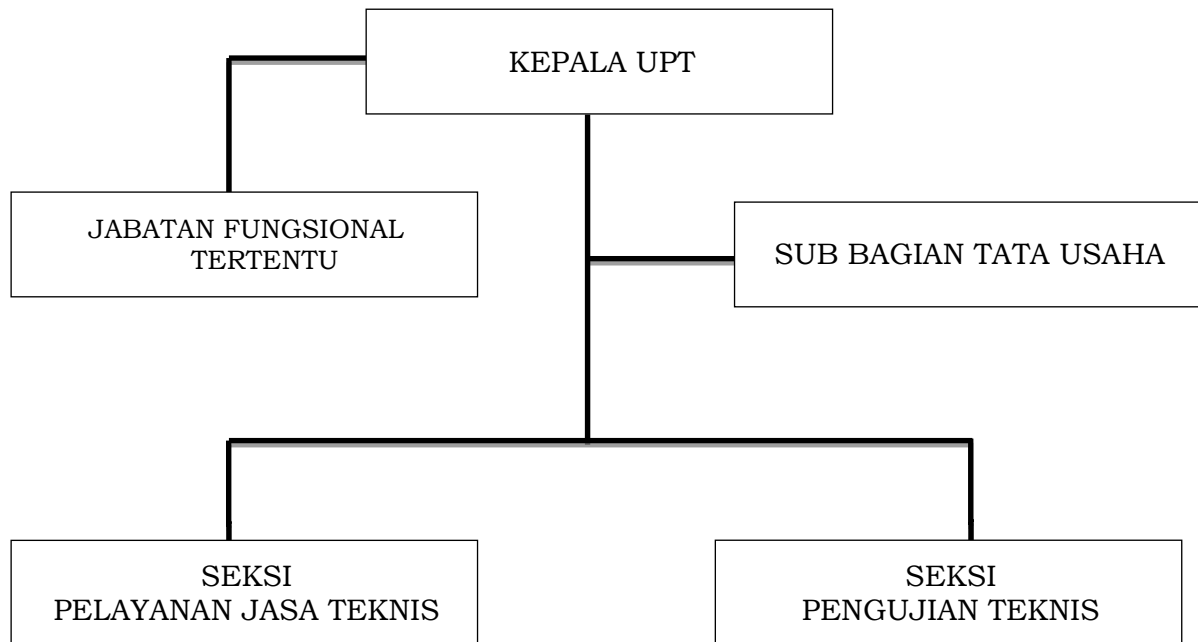 KEPALA UPT
JABATAN FUNGSIONAL
TERTENTU
SUB BAGIAN TATA USAHA
SEKSI
PELAYANAN JASA TEKNIS
SEKSI
PENGUJIAN TEKNIS